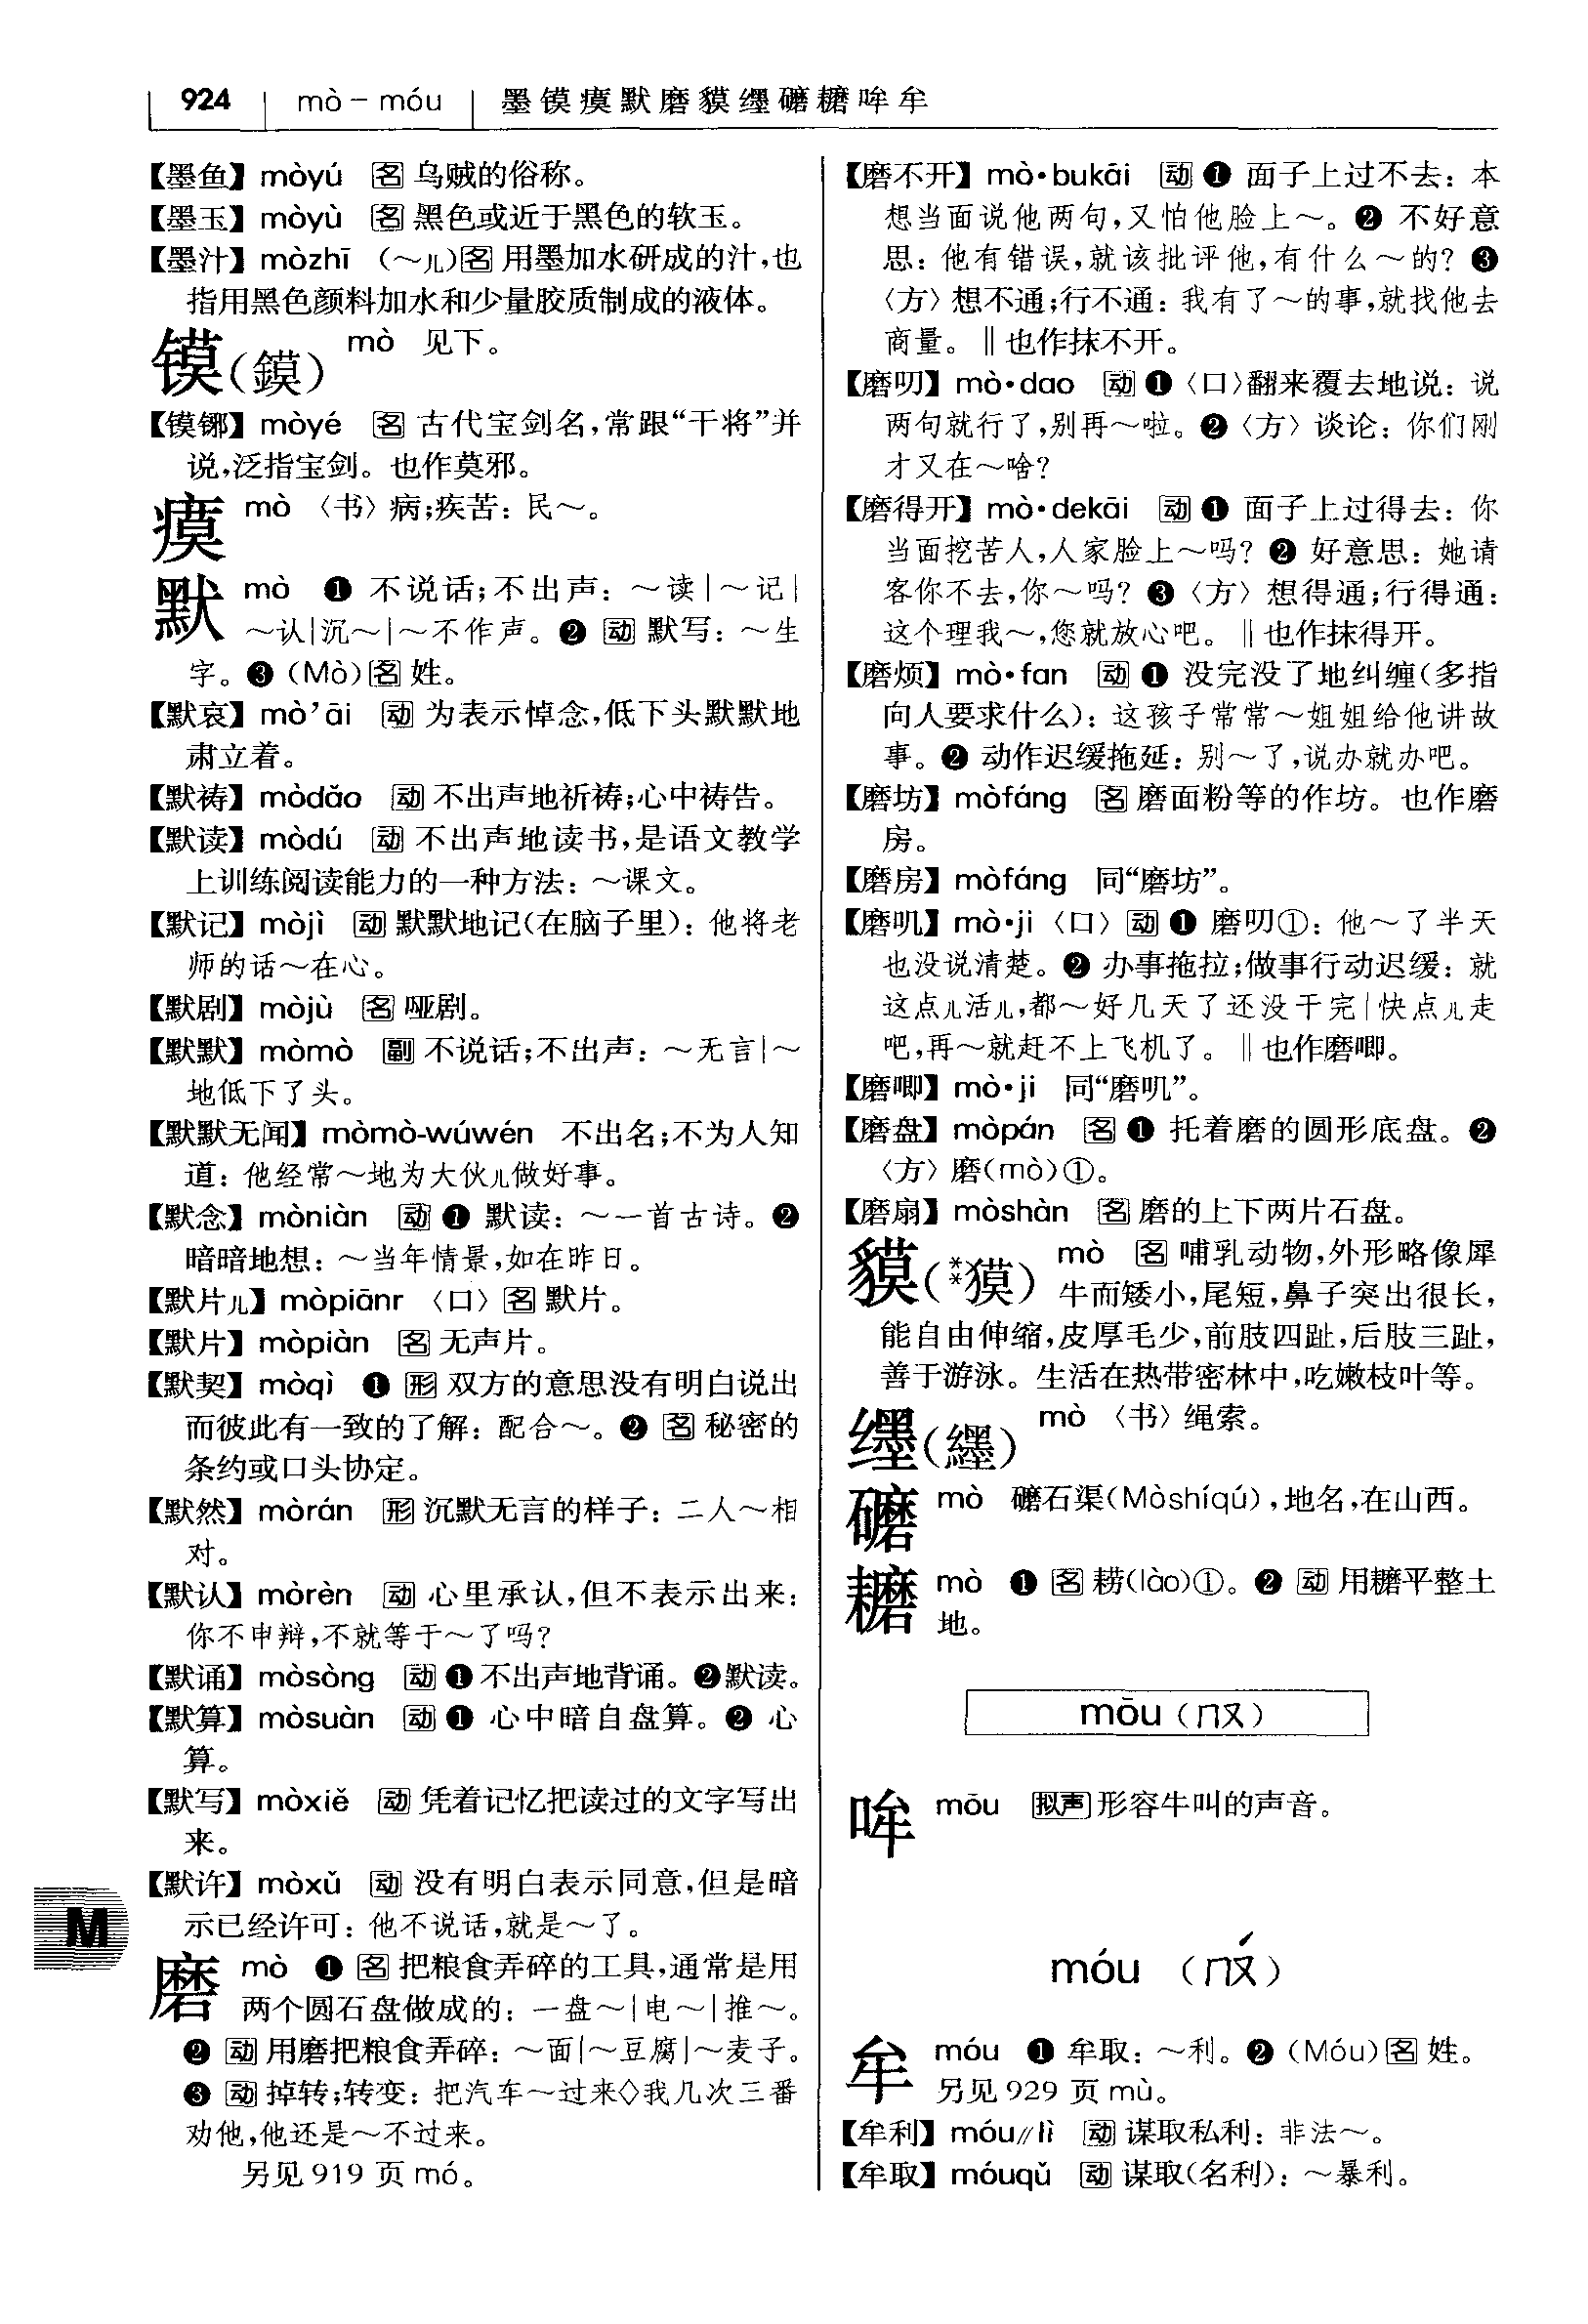 924 mò－móu 墨镆瘼默磨貘缪礳耱哞牟
【墨鱼】mòyú 名 乌贼的俗称。
【墨玉】mòyù 名 黑色或近于黑色的软玉。
【墨汁】mòzhī （～儿）名 用墨加水研成的汁，也
指用黑色颜料加水和少量胶质制成的液体。
镆（鏌） mò 见下。
【镆铘】mòyé 名 古代宝剑名，常跟“干将”并
说，泛指宝剑。也作莫邪。
瘼 mò 〈书〉病；疾苦：民～。
默 mò ❶ 不说话；不出声：～读｜～记｜
～认｜沉～｜～不作声。❷ 动 默写：～生
字。❸（Mò）名 姓。
【默哀】mò’āi 动 为表示悼念，低下头默默地
肃立着。
【默祷】mòdǎo 动 不出声地祈祷；心中祷告。
【默读】mòdú 动 不出声地读书，是语文教学
上训练阅读能力的一种方法：～课文。
【默记】mòjì 动 默默地记（在脑子里）：他将老
师的话～在心。
【默剧】mòjù 名 哑剧。
【默默】mòmò 副 不说话；不出声：～无言｜～
地低下了头。
【默默无闻】mòmò-wúwén 不出名；不为人知
道：他经常～地为大伙儿做好事。
【默念】mòniàn 动 ❶ 默读：～一首古诗。❷
暗暗地想：～当年情景，如在昨日。
【默片儿】mòpiānr 〈口〉名 默片。
【默片】mòpiàn 名 无声片。
【默契】mòqì ❶ 形 双方的意思没有明白说出
而彼此有一致的了解：配合～。❷ 名 秘密的
条约或口头协定。
【默然】mòrán 形 沉默无言的样子：二人～相
对。
【默认】mòrèn 动 心里承认，但不表示出来：
你不申辩，不就等于～了吗？
【默诵】mòsòng 动 ❶ 不出声地背诵。❷默读。
【默算】mòsuàn 动 ❶ 心中暗自盘算。❷ 心
算。
【默写】mòxiě 动 凭着记忆把读过的文字写出
来。
【默许】mòxǔ 动 没有明白表示同意，但是暗
示已经许可：他不说话，就是～了。
磨 mò ❶ 名 把粮食弄碎的工具，通常是用
两个圆石盘做成的：一盘～｜电～｜推～。
❷ 动 用磨把粮食弄碎：～面｜～豆腐｜～麦子。
❸ 动 掉转；转变：把汽车～过来◇我几次三番
劝他，他还是～不过来。
另见 919 页 mó。
M
【磨不开】mò·bukāi 动 ❶ 面子上过不去：本
想当面说他两句，又怕他脸上～。❷ 不好意
思：他有错误，就该批评他，有什么～的？❸
〈方〉想不通；行不通：我有了～的事，就找他去
商量。‖也作抹不开。
【磨叨】mò·dao 动 ❶〈口〉翻来覆去地说：说
两句就行了，别再～啦。❷〈方〉谈论：你们刚
才又在～啥？
【磨得开】mò·dekāi 动 ❶ 面子上过得去：你
当面挖苦人，人家脸上～吗？❷ 好意思：她请
客你不去，你～吗？❸〈方〉想得通；行得通：
这个理我～，您就放心吧。‖也作抹得开。
【磨烦】mò·fan 动 ❶ 没完没了地纠缠（多指
向人要求什么）：这孩子常常～姐姐给他讲故
事。❷ 动作迟缓拖延：别～了，说办就办吧。
【磨坊】mòfáng 名 磨面粉等的作坊。也作磨
房。
【磨房】mòfáng 同“磨坊”。
【磨叽】mò·ji〈口〉动 ❶ 磨叨①：他～了半天
也没说清楚。❷ 办事拖拉；做事行动迟缓：就
这点儿活儿，都～好几天了还没干完｜快点儿走
吧，再～就赶不上飞机了。‖也作磨唧。
【磨唧】mò·ji 同“磨叽”。
【磨盘】mòpán 名 ❶ 托着磨的圆形底盘。❷
〈方〉磨（mò）①。
【磨扇】mòshàn 名 磨的上下两片石盘。
貘（**獏） mò 名 哺乳动物，外形略像犀
牛而矮小，尾短，鼻子突出很长，
能自由伸缩，皮厚毛少，前肢四趾，后肢三趾，
善于游泳。生活在热带密林中，吃嫩枝叶等。
缪（纆） mò 〈书〉绳索。
礳 mò 礳石渠（Mòshíqú），地名，在山西。
耱 mò ❶ 名 耢（lào）①。❷ 动 用耱平整土
地。
mōu（ㄇㄡ）
哞 mōu 拟声 形容牛叫的声音。
móu （ㄇㄡˊ）
牟 móu ❶ 牟取：～利。❷（Móu）名 姓。
另见 929 页 mù。
【牟利】móu//lì 动 谋取私利：非法～。
【牟取】móuqǔ 动 谋取（名利）：～暴利。